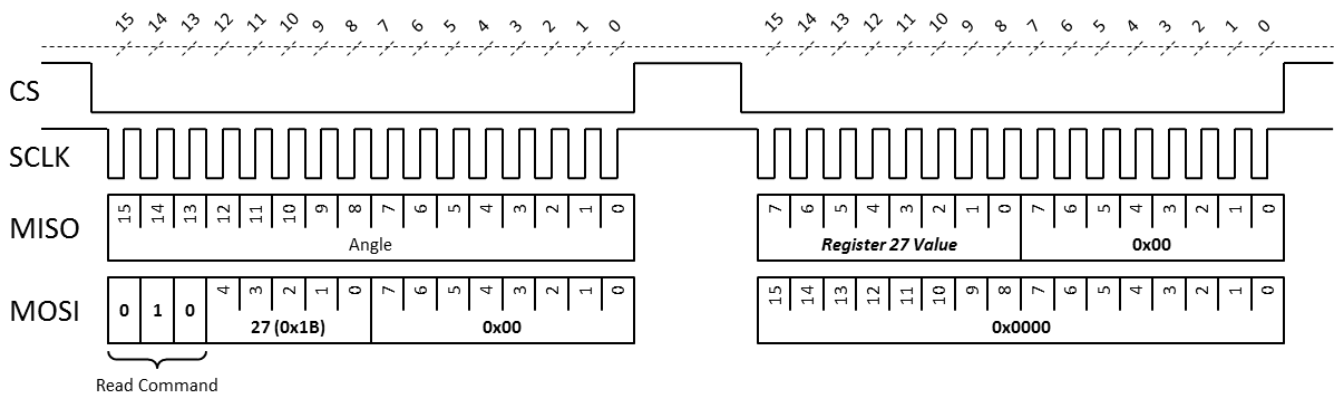 15 14 13 12 11 10 9 8 7 6 5 4 3 2 1 0 15 14 13 12 11 10 9 8 7 6 5 4 3 2 1 0
CS
SCLK
MISO 15 14 13 12 11 10 9 8 7 6 5 4 3 2 1 0 7 6 5 4 3 2 1 0 7 6 5 4 3 2 1 0
Angle Register 27 Value 0x00
MOSI 0 1 0 4 3 2 1 0 7 6 5 4 3 2 1 0 15 14 13 12 11 10 9 8 7 6 5 4 3 2 1 0
27 (0x1B) 0x00 0x0000
Read Command